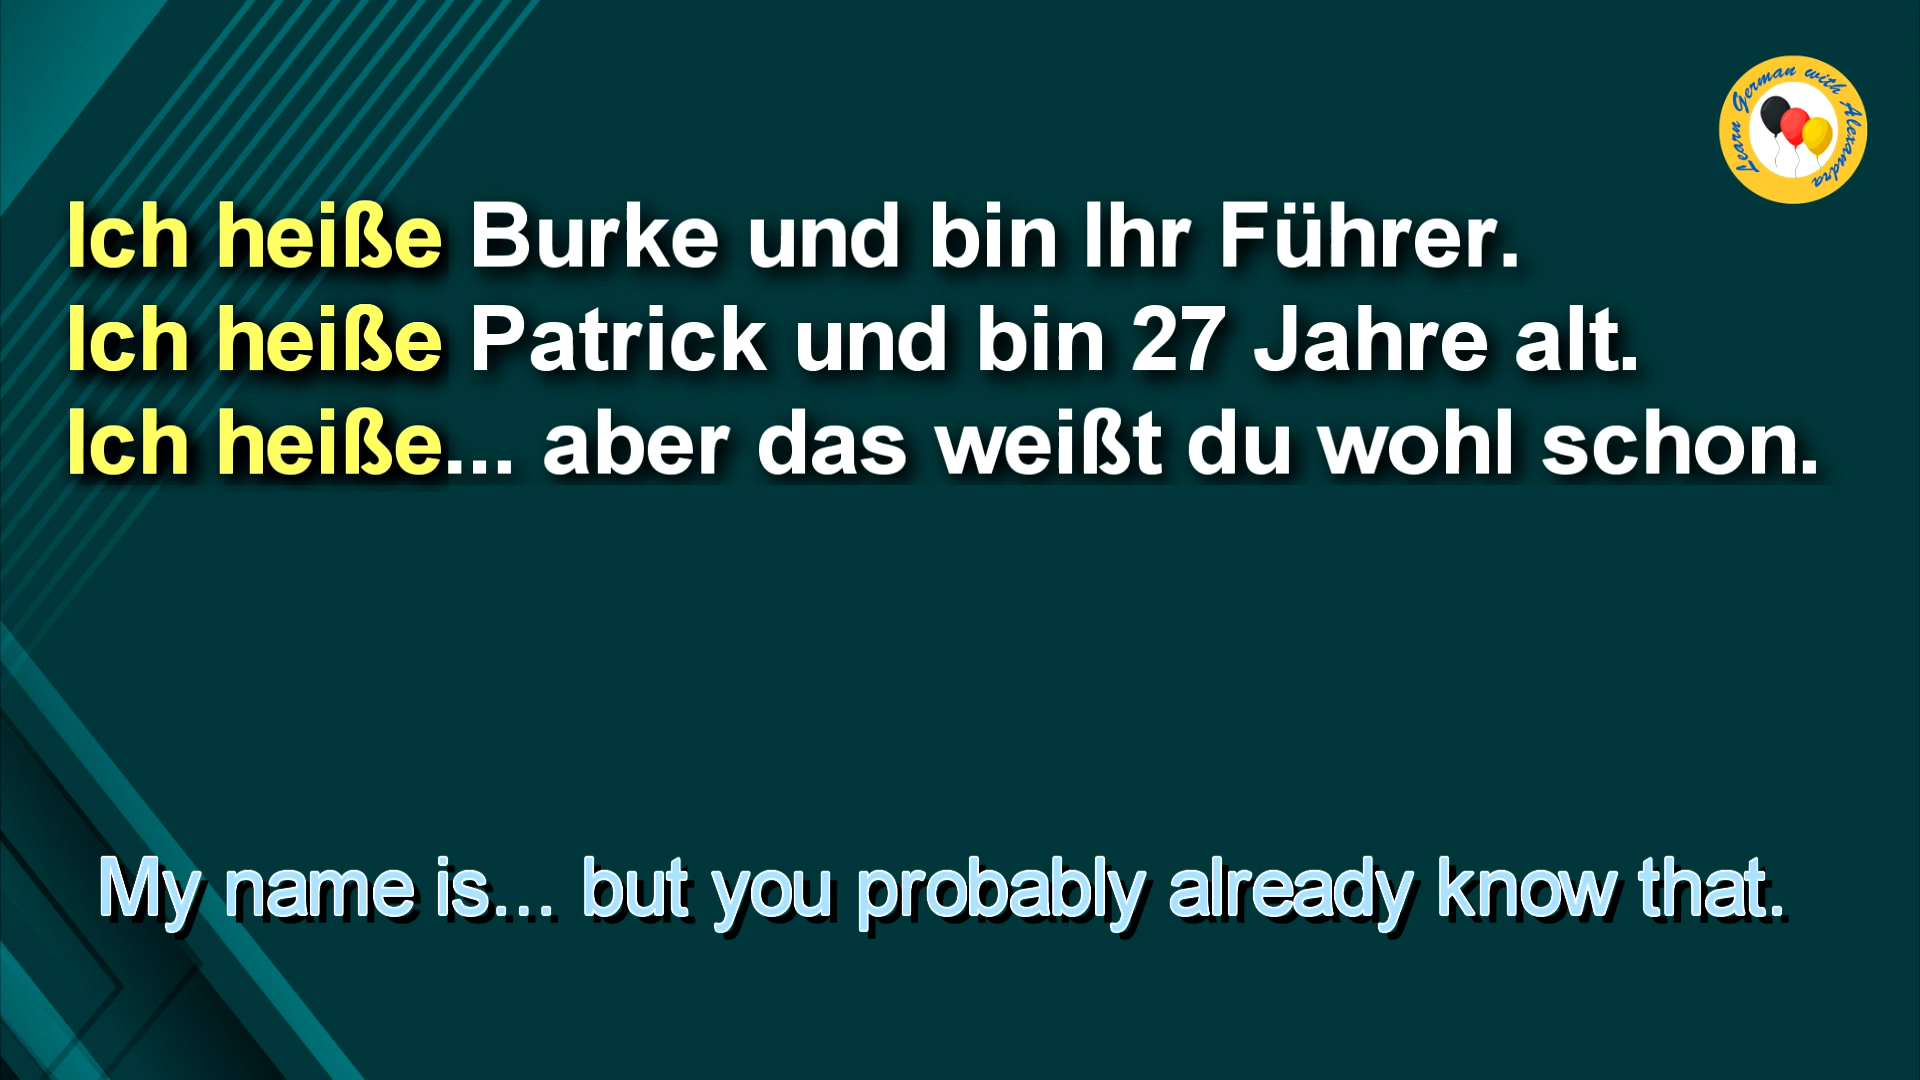 Learn German with Alexandra
Ich heiße Burke und bin Ihr Führer.
Ich heiße Patrick und bin 27 Jahre alt.
Ich heiße... aber das weißt du wohl schon.
My name is... but you probably already know that.